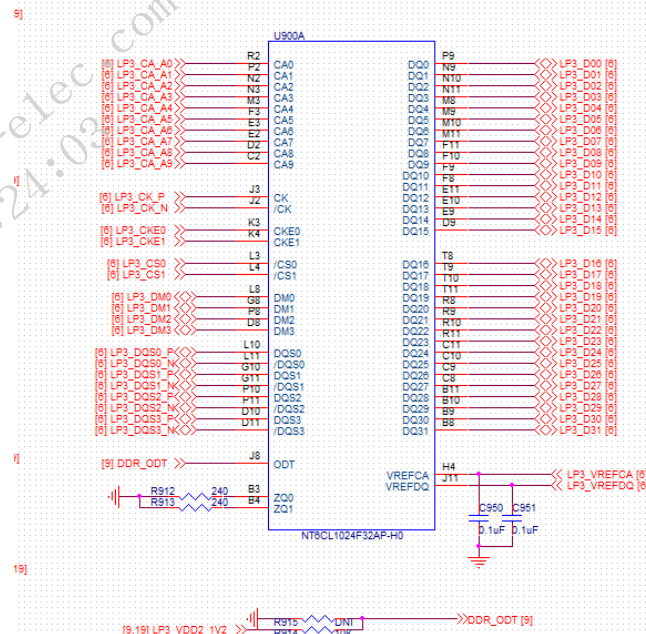 9]
U900A
[6] LP3_CA_A0 R2 CA0
[6] LP3_CA_A1 P2 CA1
[6] LP3_CA_A2 N2 CA2
[6] LP3_CA_A3 N3 CA3
[6] LP3_CA_A4 M3 CA4
[6] LP3_CA_A5 F3 CA5
[6] LP3_CA_A6 E3 CA6
[6] LP3_CA_A7 E2 CA7
[6] LP3_CA_A8 D2 CA8
[6] LP3_CA_A9 C2 CA9
[6] LP3_CK_P J3 CK
[6] LP3_CK_N J2 /CK
[6] LP3_CKE0 K3 CKE0
[6] LP3_CKE1 K4 CKE1
[6] LP3_CS0 L3 /CS0
[6] LP3_CS1 L4 /CS1
[6] LP3_DM0 L8 DM0
[6] LP3_DM1 G8 DM1
[6] LP3_DM2 P8 DM2
[6] LP3_DM3 D8 DM3
[6] LP3_DQS0_P L10 DQS0
[6] LP3_DQS0_N L11 /DQS0
[6] LP3_DQS1_P G10 DQS1
[6] LP3_DQS1_N G11 /DQS1
[6] LP3_DQS2_P P10 DQS2
[6] LP3_DQS2_N P11 /DQS2
[6] LP3_DQS3_P D10 DQS3
[6] LP3_DQS3_N D11 /DQS3
[9] DDR_ODT J8 ODT
R912 240 B3 ZQ0
R913 240 B4 ZQ1
DQ0 P9 LP3_D00 [6]
DQ1 N9 LP3_D01 [6]
DQ2 N10 LP3_D02 [6]
DQ3 N11 LP3_D03 [6]
DQ4 M8 LP3_D04 [6]
DQ5 M9 LP3_D05 [6]
DQ6 M10 LP3_D06 [6]
DQ7 M11 LP3_D07 [6]
DQ8 F11 LP3_D08 [6]
DQ9 F10 LP3_D09 [6]
DQ10 F9 LP3_D10 [6]
DQ11 F8 LP3_D11 [6]
DQ12 E11 LP3_D12 [6]
DQ13 E10 LP3_D13 [6]
DQ14 E9 LP3_D14 [6]
DQ15 D9 LP3_D15 [6]
DQ16 T8 LP3_D16 [6]
DQ17 T9 LP3_D17 [6]
DQ18 T10 LP3_D18 [6]
DQ19 T11 LP3_D19 [6]
DQ20 R8 LP3_D20 [6]
DQ21 R9 LP3_D21 [6]
DQ22 R10 LP3_D22 [6]
DQ23 R11 LP3_D23 [6]
DQ24 C11 LP3_D24 [6]
DQ25 C10 LP3_D25 [6]
DQ26 C9 LP3_D26 [6]
DQ27 C8 LP3_D27 [6]
DQ28 B11 LP3_D28 [6]
DQ29 B10 LP3_D29 [6]
DQ30 B9 LP3_D30 [6]
DQ31 B8 LP3_D31 [6]
VREFCA H4 LP3_VREFCA [6]
VREFDQ J11 LP3_VREFDQ [6]
C950 C951
0.1uF 0.1uF
NT6CL1024F32AP-H0
19]
R915 DNI DDR_ODT [9]
[9,19] LP3_VDD2_1V2 R914 10K
-elec.com
24:03